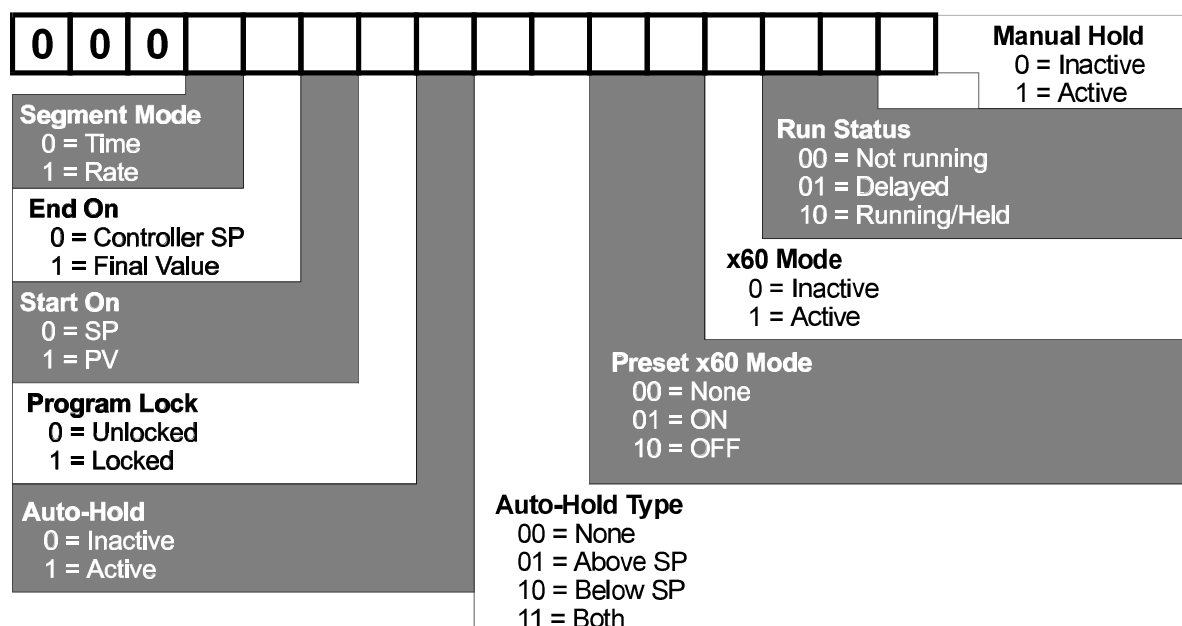 0 0 0
Manual Hold
0 = Inactive
1 = Active
Segment Mode
0 = Time
1 = Rate
Run Status
00 = Not running
01 = Delayed
10 = Running/Held
End On
0 = Controller SP
1 = Final Value
x60 Mode
0 = Inactive
1 = Active
Start On
0 = SP
1 = PV
Preset x60 Mode
00 = None
01 = ON
10 = OFF
Program Lock
0 = Unlocked
1 = Locked
Auto-Hold
0 = Inactive
1 = Active
Auto-Hold Type
00 = None
01 = Above SP
10 = Below SP
11 = Both